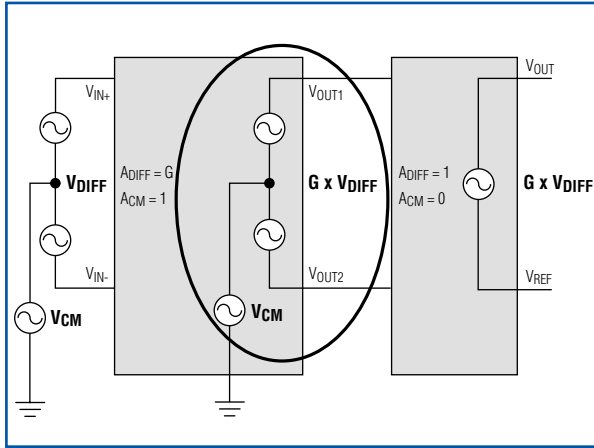 VIN+
VDIFF
VIN-
VCM
ADIFF = G
ACM = 1
VOUT1
G x VDIFF
VOUT2
VCM
ADIFF = 1
ACM = 0
VOUT
G x VDIFF
VREF